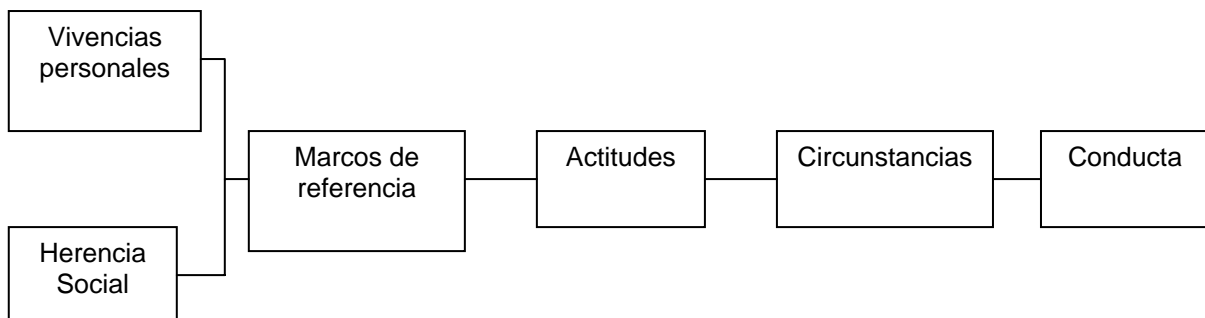 Vivencias
personales
Marcos de
referencia
Actitudes
Circunstancias
Conducta
Herencia
Social